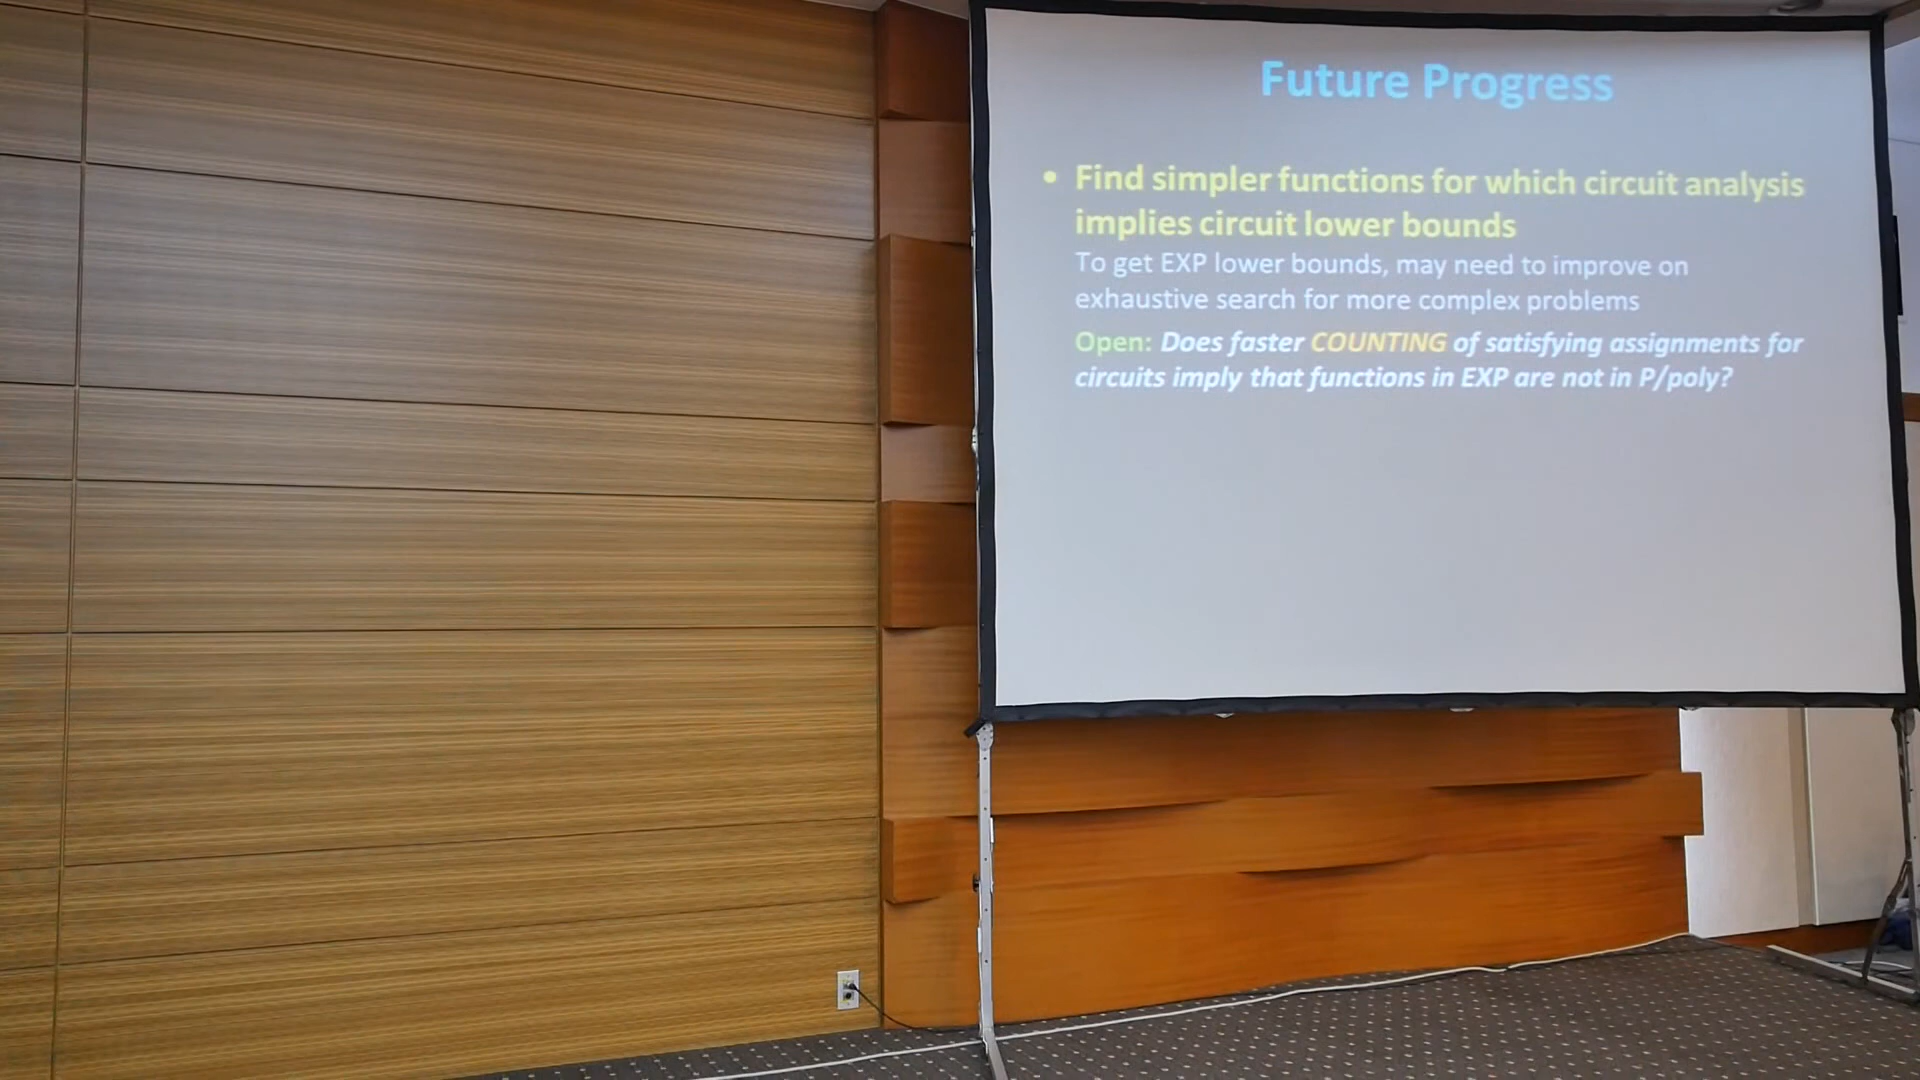 Future Progress
• Find simpler functions for which circuit analysis
implies circuit lower bounds
To get EXP lower bounds, may need to improve on
exhaustive search for more complex problems
Open: Does faster COUNTING of satisfying assignments for
circuits imply that functions in EXP are not in P/poly?